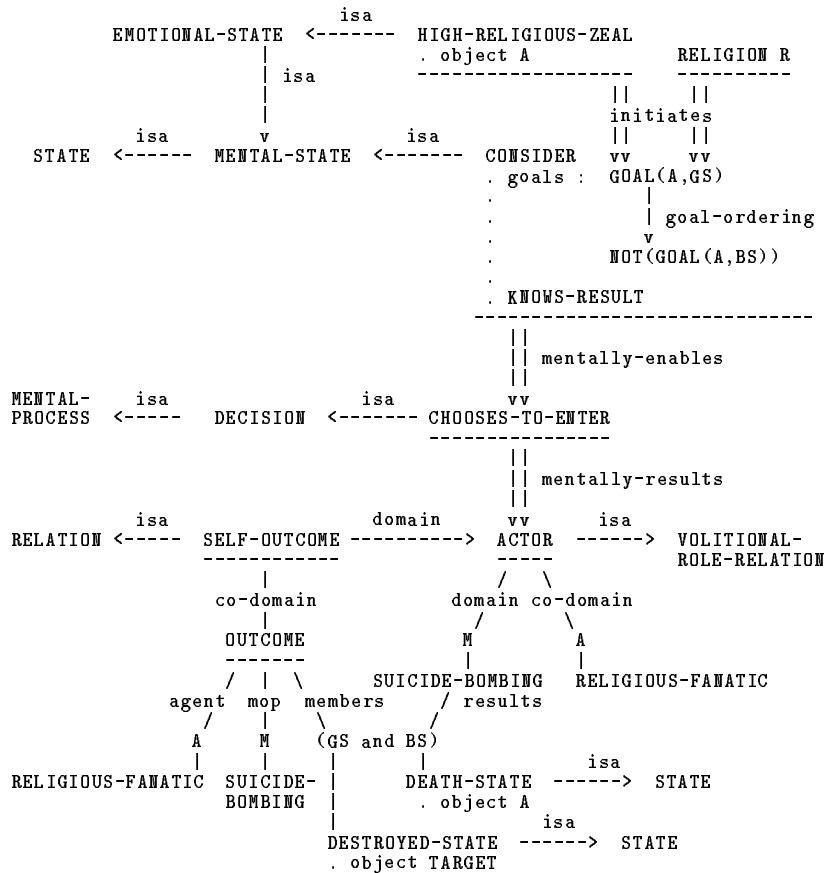 isa
EMOTIONAL-STATE <------- HIGH-RELIGIOUS-ZEAL
| . object A RELIGION R
| isa ------------------- ----------
| || ||
| initiates
isa v isa || ||
STATE <------ MENTAL-STATE <------- CONSIDER vv vv
. goals : GOAL(A,GS)
. |
. | goal-ordering
. v
. NOT(GOAL(A,BS))
.
. KNOWS-RESULT
------------------------------
||
|| mentally-enables
||
MENTAL- isa isa vv
PROCESS <----- DECISION <------- CHOOSES-TO-ENTER
----------------
||
|| mentally-results
||
isa domain vv isa
RELATION <------ SELF-OUTCOME -----------> ACTOR ------> VOLITIONAL-
------------ ----- ROLE-RELATION
| / \
co-domain domain co-domain
| / \
OUTCOME M A
------- | |
/ | \ SUICIDE-BOMBING RELIGIOUS-FANATIC
agent mop members / results
/ | \ /
A M (GS and BS)
| | | | isa
RELIGIOUS-FANATIC SUICIDE- | DEATH-STATE ------> STATE
BOMBING | . object A
| isa
DESTROYED-STATE ------> STATE
. object TARGET